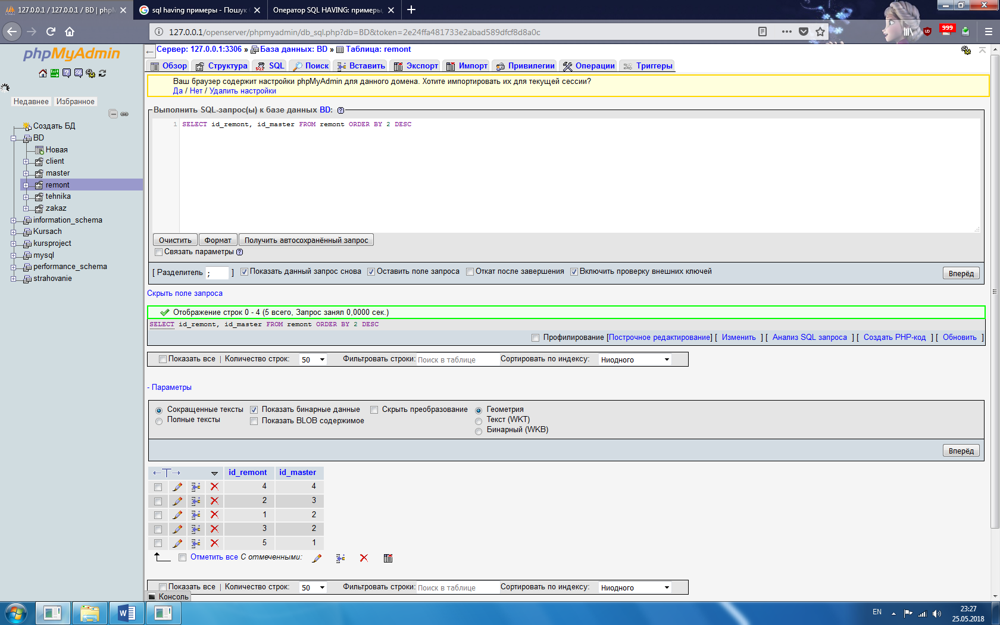 127.0.0.1 / 127.0.0.1 / BD | phpM
sql having примеры - Пошук
Оператор SQL HAVING: примеры,
127.0.0.1/openserver/phpmyadmin/db_sql.php?db=BD&token=2e24ffa481733e2abad589dfcf8d8a0c
999
phpMyAdmin
Недавнее Избранное
Создать БД
BD
Новая
client
master
remont
tehnika
zakaz
information_schema
Kursach
kursproject
mysql
performance_schema
strahovanie
Сервер: 127.0.0.1:3306 » База данных: BD » Таблица: remont
Обзор Структура SQL Поиск Вставить Экспорт Импорт Привилегии Операции Триггеры
Ваш браузер содержит настройки phpMyAdmin для данного домена. Хотите импортировать их для текущей сессии?
Да / Нет / Удалить настройки
Выполнить SQL-запрос(ы) к базе данных BD:
1 SELECT id_remont, id_master FROM remont ORDER BY 2 DESC
Очистить Формат Получить автосохранённый запрос
Связать параметры
[ Разделитель ; ] Показать данный запрос снова Оставить поле запроса Откат после завершения Включить проверку внешних ключей Вперёд
Скрыть поле запроса
Отображение строк 0 - 4 (5 всего, Запрос занял 0,0000 сек.)
SELECT id_remont, id_master FROM remont ORDER BY 2 DESC
Профилирование [Построчное редактирование] [ Изменить ] [ Анализ SQL запроса ] [ Создать PHP-код ] [ Обновить ]
Показать все | Количество строк: 50 Фильтровать строки: Поиск в таблице Сортировать по индексу: Ниодного
- Параметры
Сокращенные тексты Показать бинарные данные Скрыть преобразование Геометрия
Полные тексты Показать BLOB содержимое Текст (WKT)
Бинарный (WKB)
Вперёд
id_remont id_master
4 4
2 3
1 2
3 2
5 1
Отметить все С отмеченными:
Показать все | Количество строк: 50 Фильтровать строки: Поиск в таблице Сортировать по индексу: Ниодного
Консоль
EN
23:27
25.05.2018